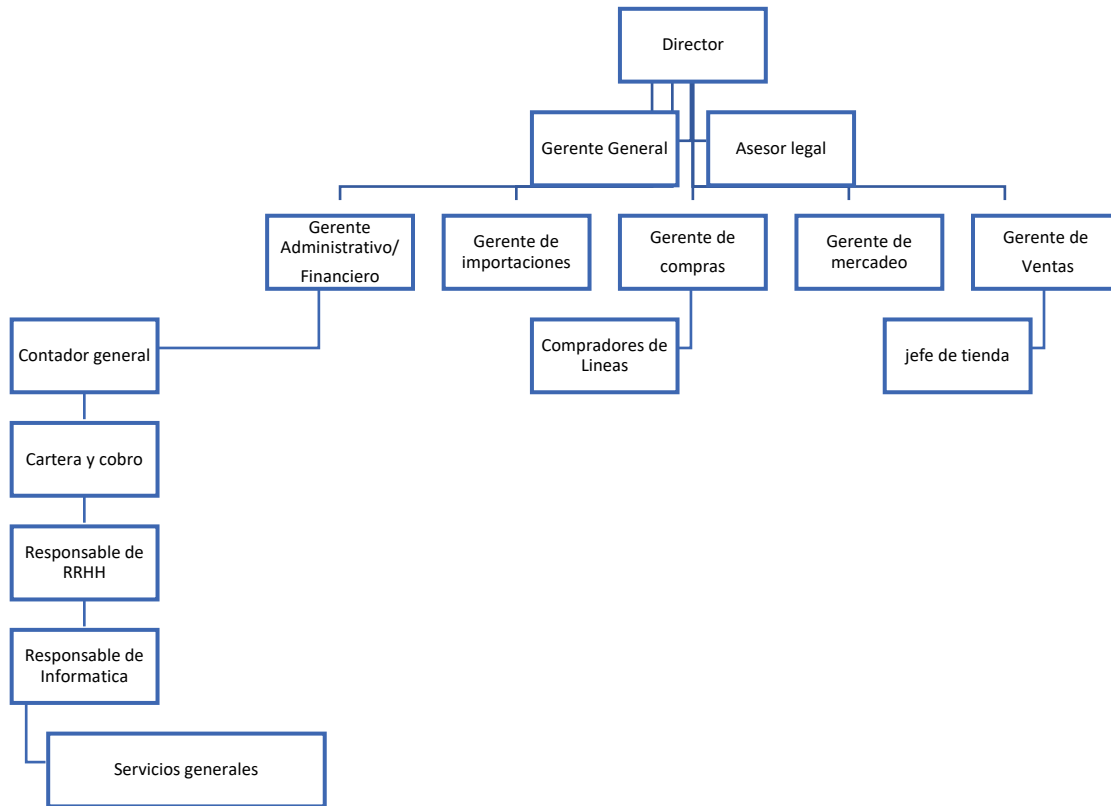 Director
Gerente General
Asesor legal
Gerente
Administrativo/
Financiero
Gerente de
importaciones
Gerente de
compras
Gerente de
mercadeo
Gerente de
Ventas
Contador general
Compradores de
Lineas
jefe de tienda
Cartera y cobro
Responsable de
RRHH
Responsable de
Informatica
Servicios generales